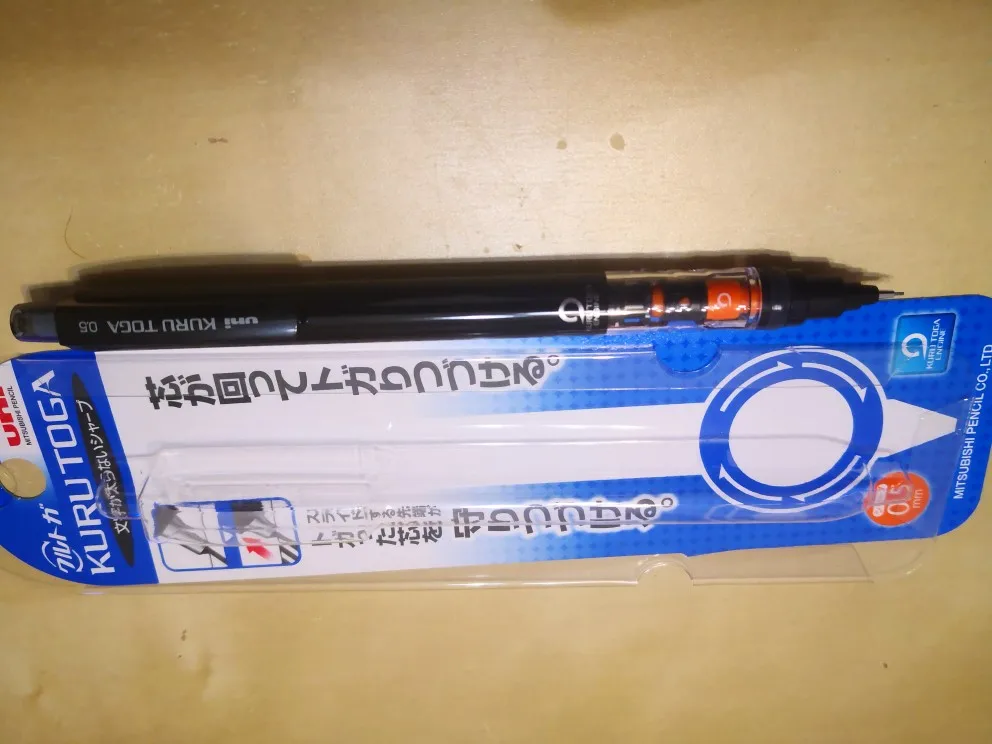 uni KURU TOGA 0.5
KURU TOGA
ENGINE
uni
MITSUBISHI PENCIL
クルトガ
KURU TOGA
文字が太らないシャープ
芯が回ってトガりつづける。
スライドする先端が
トガった芯を守りつづける。
0.5
mm
KURU TOGA
ENGINE
MITSUBISHI PENCIL CO., LTD